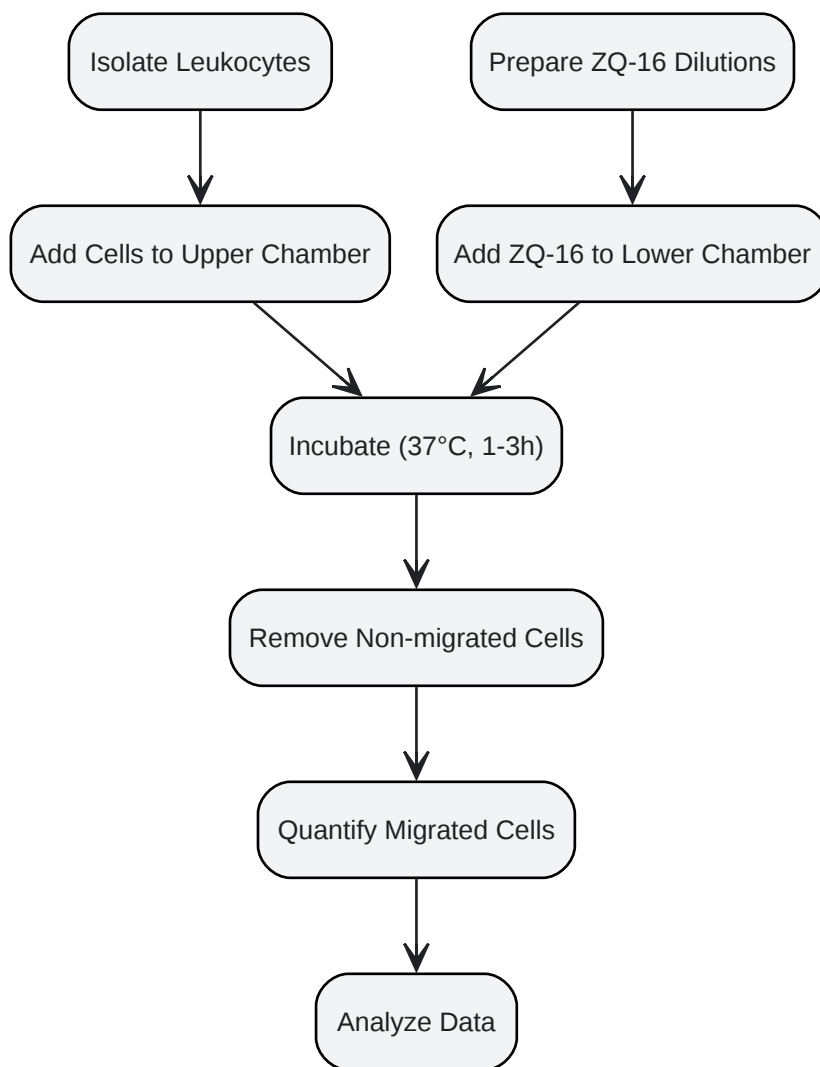 Isolate Leukocytes
Prepare ZQ-16 Dilutions
Add Cells to Upper Chamber
Add ZQ-16 to Lower Chamber
Incubate (37°C, 1-3h)
Remove Non-migrated Cells
Quantify Migrated Cells
Analyze Data